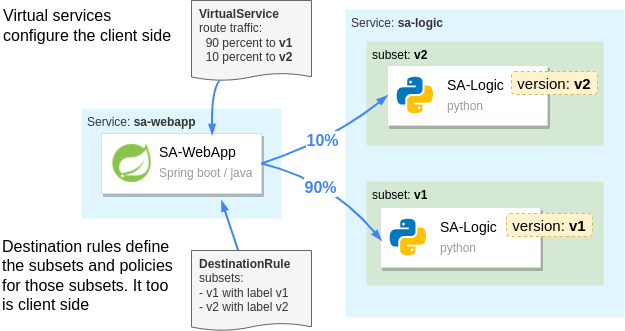 Virtual services
configure the client side
VirtualService
route traffic:
90 percent to v1
10 percent to v2
Service: sa-logic
subset: v2
SA-Logic
python
version: v2
Service: sa-webapp
SA-WebApp
Spring boot / java
10%
90%
subset: v1
SA-Logic
python
version: v1
Destination rules define
the subsets and policies
for those subsets. It too
is client side
DestinationRule
subsets:
- v1 with label v1
- v2 with label v2